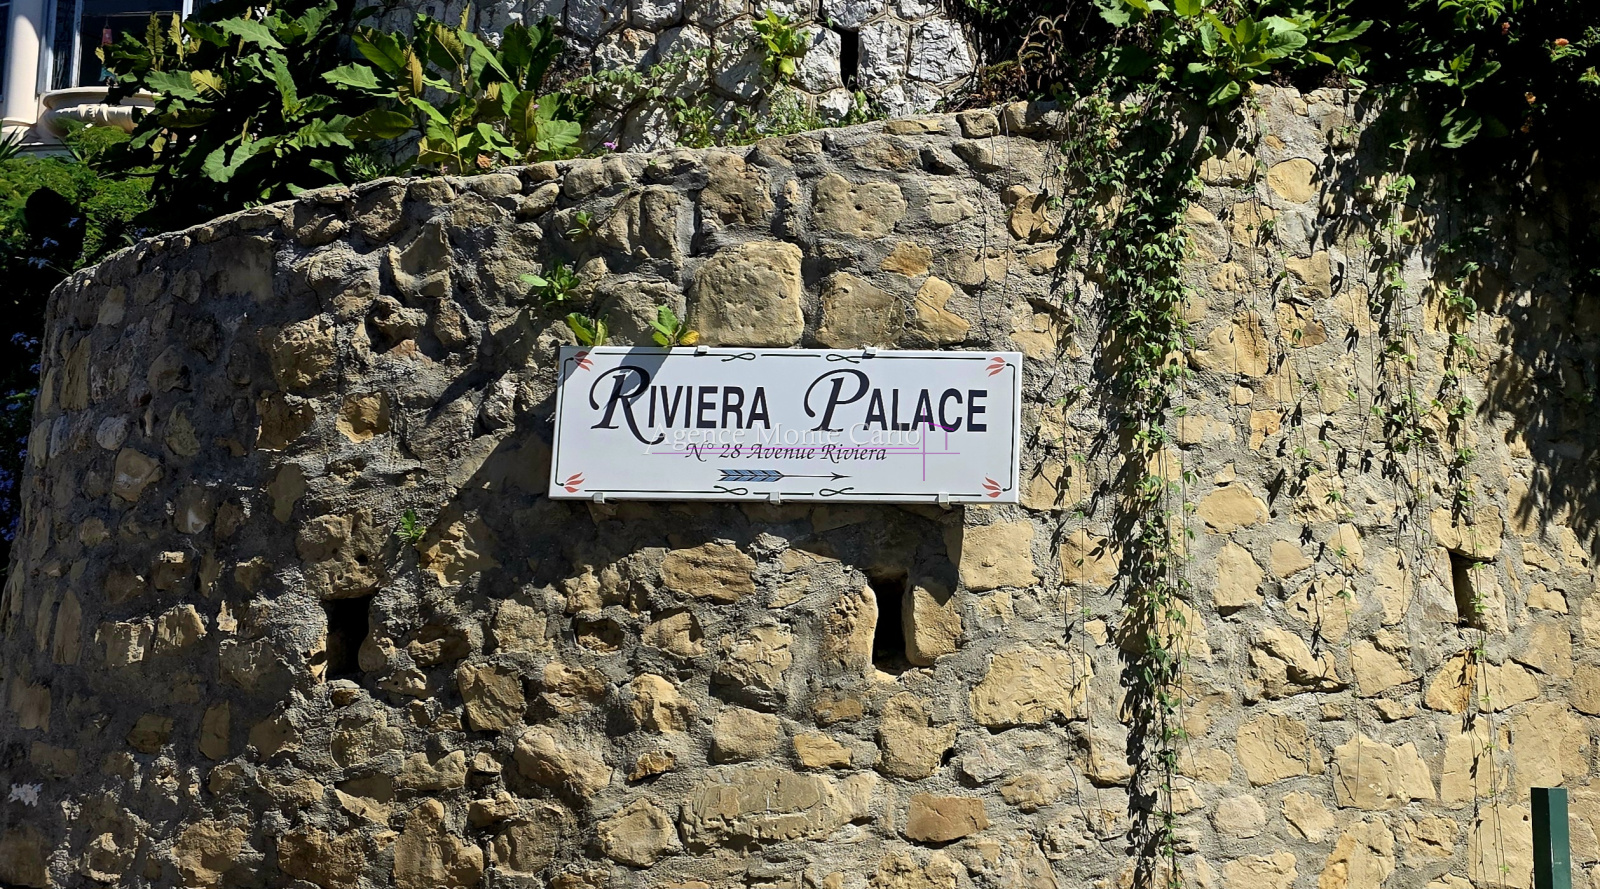 RIVIERA PALACE
Agence Monte Carlo
N° 28 Avenue Riviera